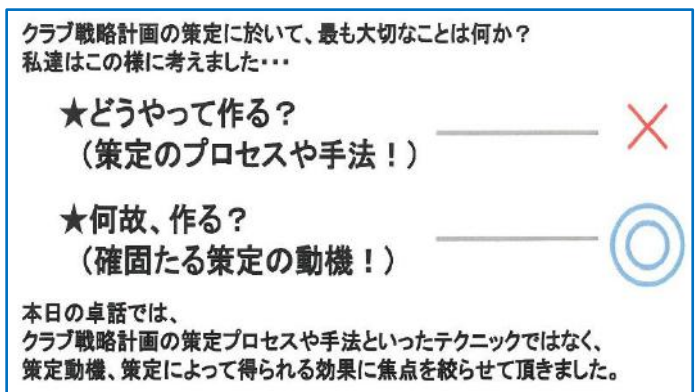 クラブ戦略計画の策定に於いて、最も大切なことは何か?
私達はこの様に考えました・・・
★どうやって作る?
(策定のプロセスや手法!)
★何故、作る?
(確固たる策定の動機!)
本日の卓話では、
クラブ戦略計画の策定プロセスや手法といったテクニックではなく、
策定動機、策定によって得られる効果に焦点を絞らせて頂きました。